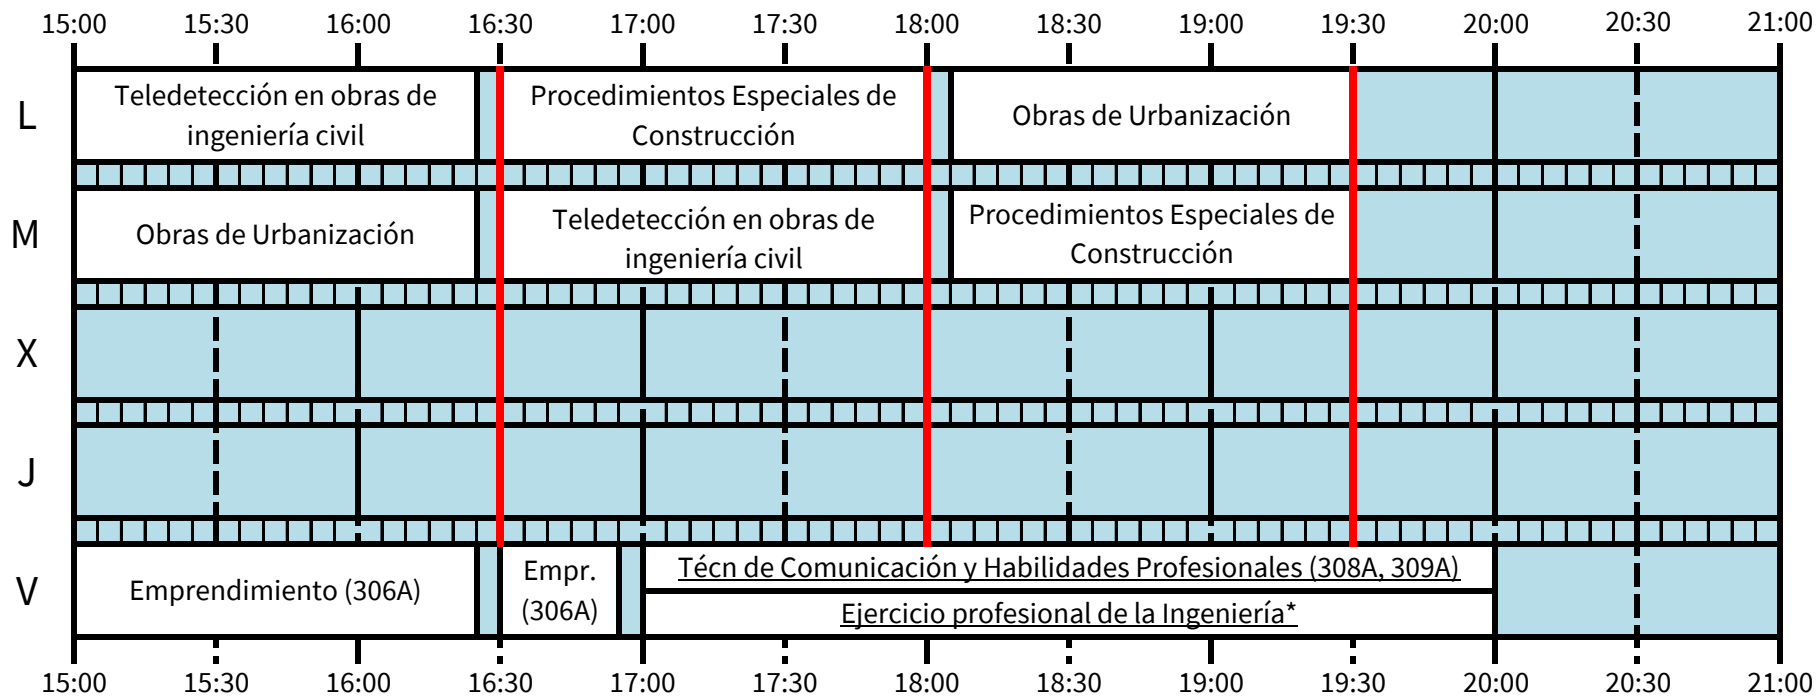 15:00 15:30 16:00 16:30 17:00 17:30 18:00 18:30 19:00 19:30 20:00 20:30 21:00
L
Teledetección en obras de
ingeniería civil
Procedimientos Especiales de
Construcción
Obras de Urbanización
M
Obras de Urbanización
Teledetección en obras de
ingeniería civil
Procedimientos Especiales de
Construcción
X
J
V
Emprendimiento (306A)
Empr.
(306A)
Técn de Comunicación y Habilidades Profesionales (308A, 309A)
Ejercicio profesional de la Ingeniería*
15:00 15:30 16:00 16:30 17:00 17:30 18:00 18:30 19:00 19:30 20:00 20:30 21:00